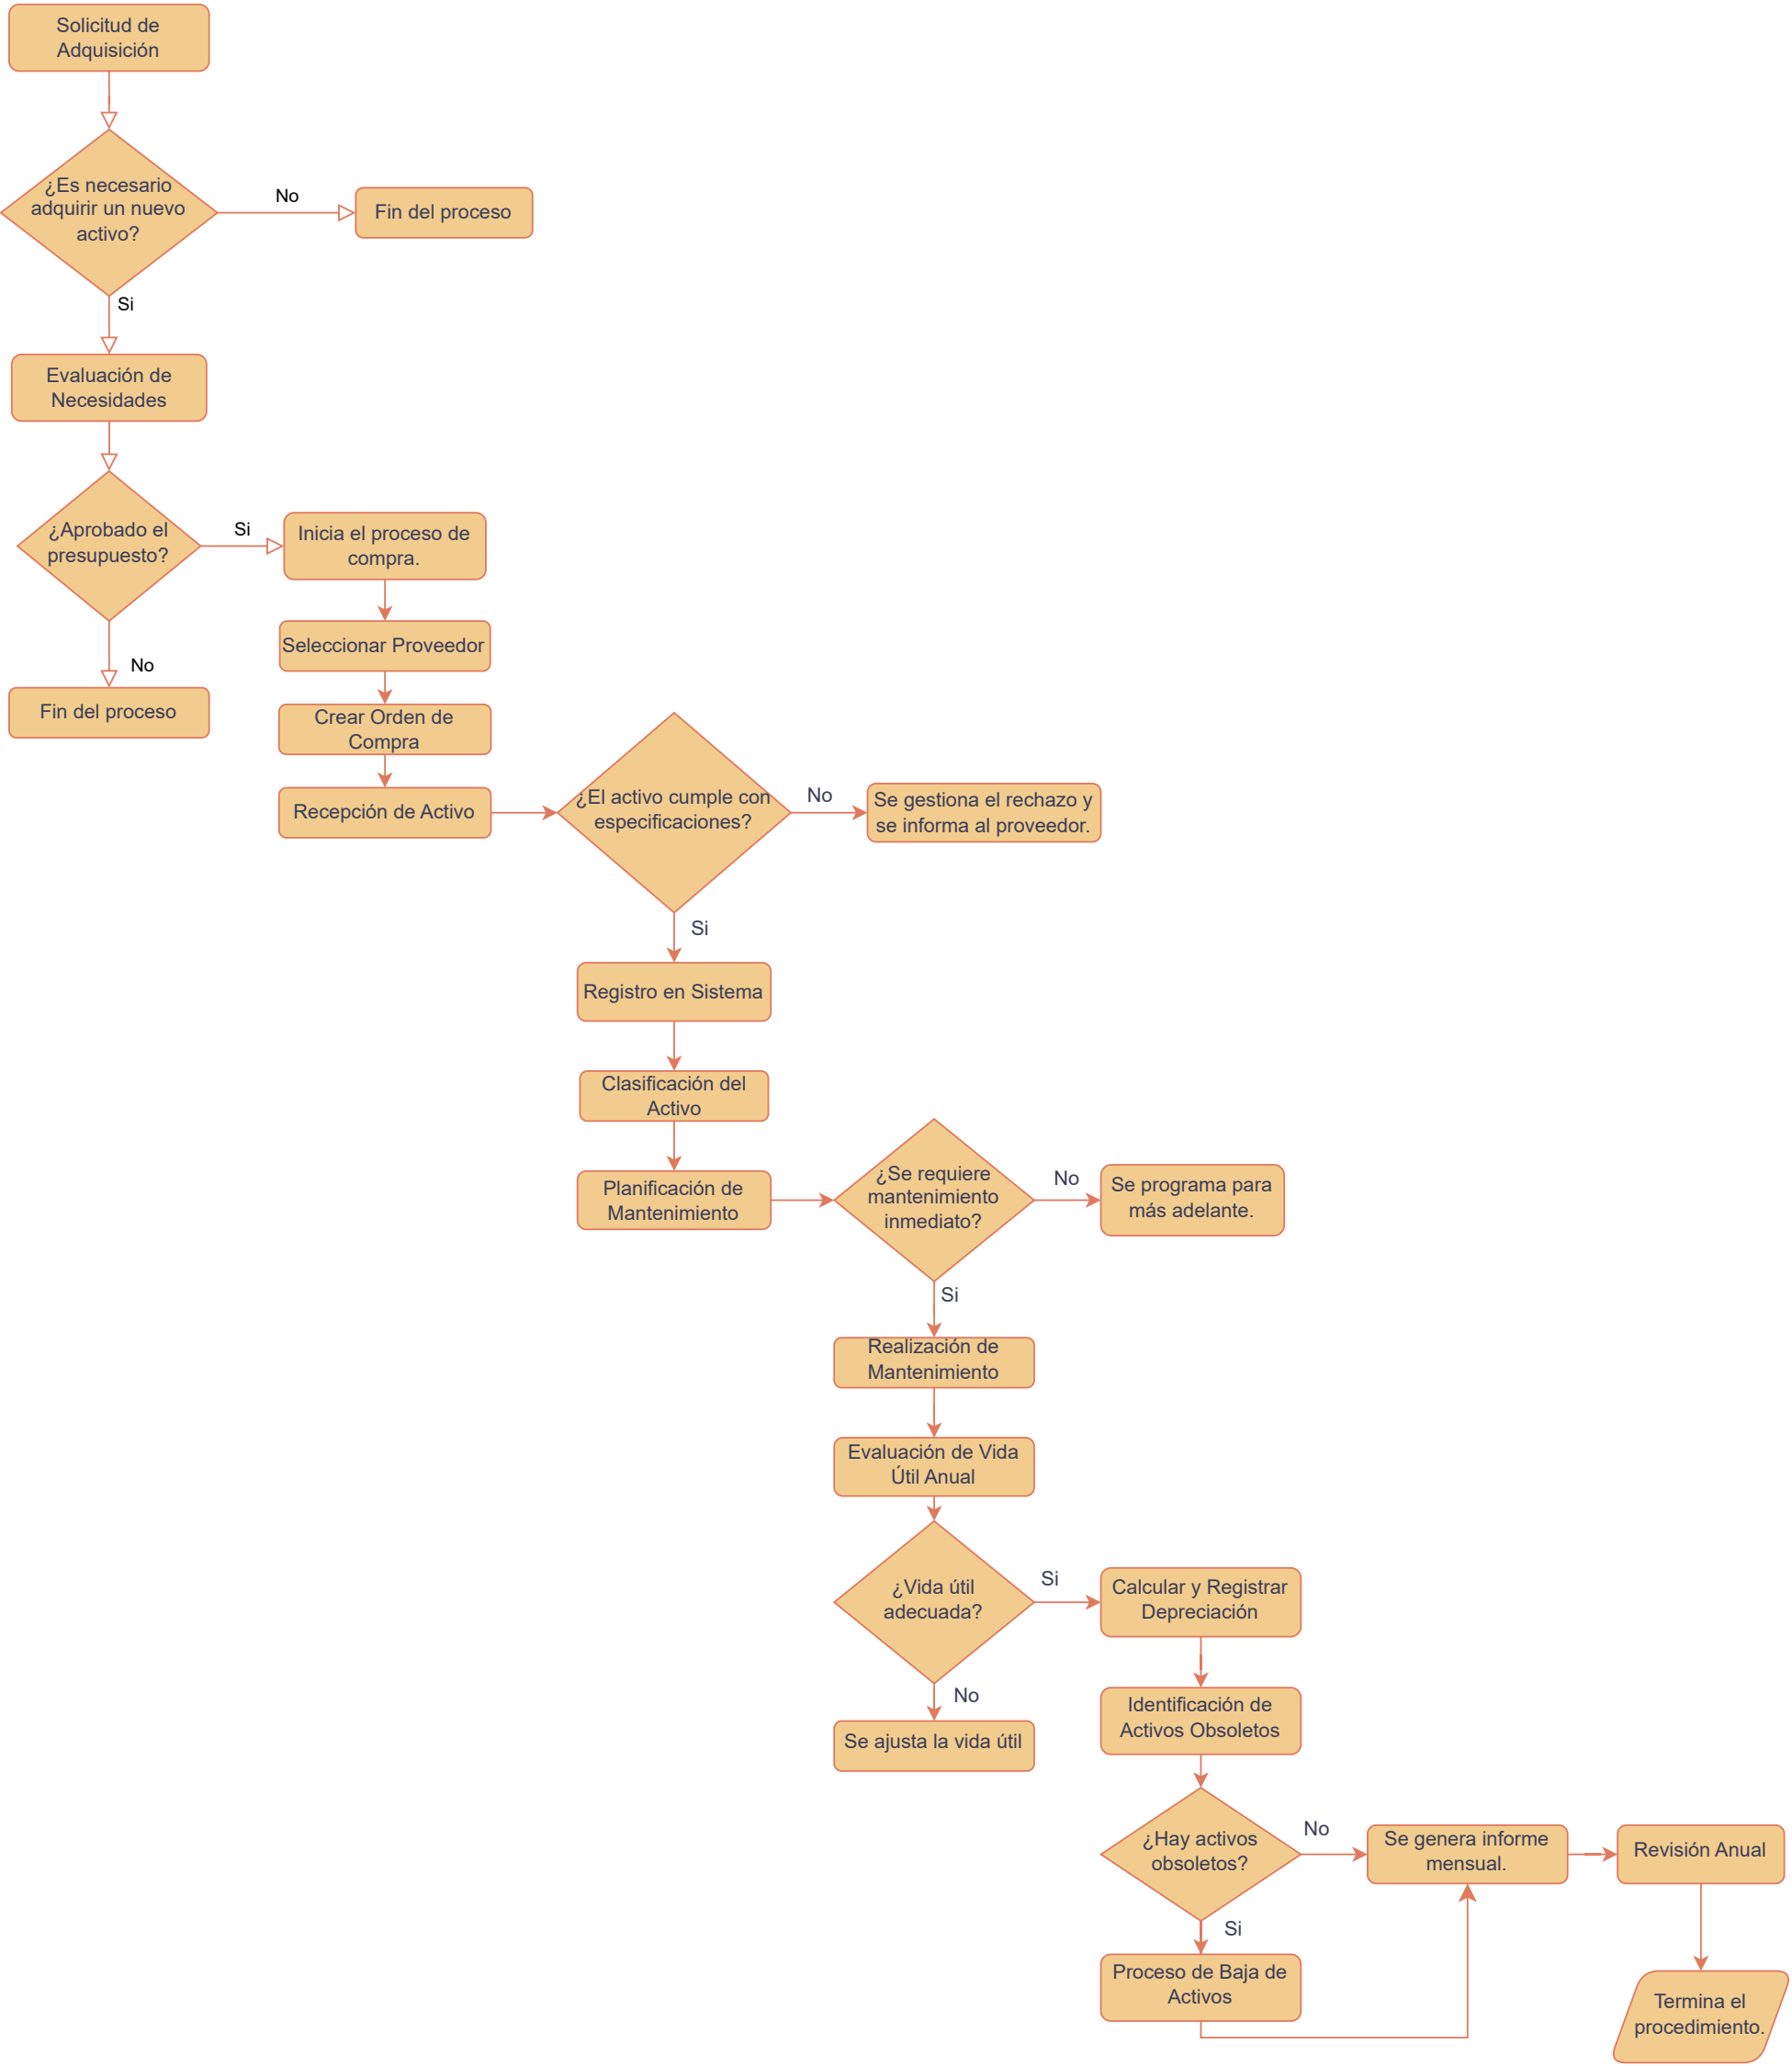 Solicitud de
Adquisición
¿Es necesario
adquirir un nuevo
activo?
No
Fin del proceso
Si
Evaluación de
Necesidades
¿Aprobado el
presupuesto?
Si
Inicia el proceso de
compra.
Seleccionar Proveedor
No
Fin del proceso
Crear Orden de
Compra
Recepción de Activo
¿El activo cumple con
especificaciones?
No
Se gestiona el rechazo y
se informa al proveedor.
Si
Registro en Sistema
Clasificación del
Activo
Planificación de
Mantenimiento
¿Se requiere
mantenimiento
inmediato?
No
Se programa para
más adelante.
Si
Realización de
Mantenimiento
Evaluación de Vida
Útil Anual
¿Vida útil
adecuada?
Si
Calcular y Registrar
Depreciación
No
Se ajusta la vida útil
Identificación de
Activos Obsoletos
¿Hay activos
obsoletos?
No
Se genera informe
mensual.
Revisión Anual
Si
Proceso de Baja de
Activos
Termina el
procedimiento.